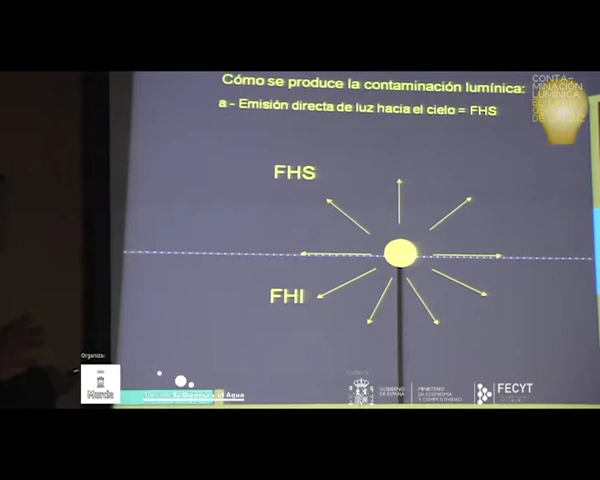 Cómo se produce la contaminación lumínica:
a - Emisión directa de luz hacia el cielo = FHS
CONTA-
MINACIÓN
LUMÍNICA
FHS
FHI
Organiza:
Murcia
y el Agua
GOBIERNO
DE ESPAÑA
MINISTERIO
DE ECONOMÍA
Y COMPETITIVIDAD
FECYT